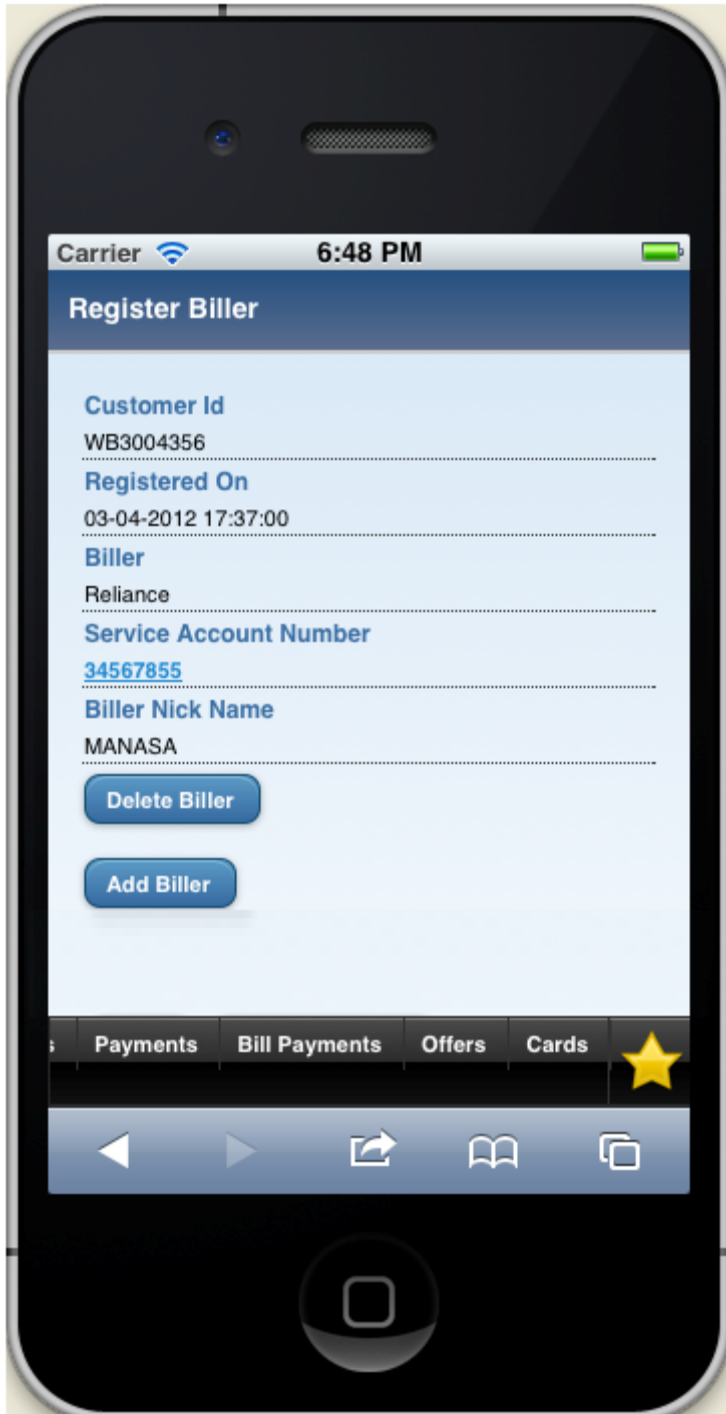 Carrier 6:48 PM
Register Biller
Customer Id
WB3004356
Registered On
03-04-2012 17:37:00
Biller
Reliance
Service Account Number
34567855
Biller Nick Name
MANASA
Delete Biller
Add Biller
s Payments Bill Payments Offers Cards